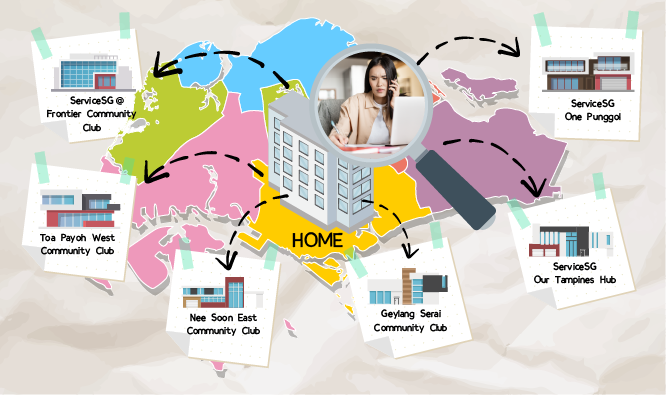 ServiceSG @
Frontier Community
Club
ServiceSG
One Punggol
Toa Payoh West
Community Club
HOME
ServiceSG
Our Tampines Hub
Nee Soon East
Community Club
Geylang Serai
Community Club